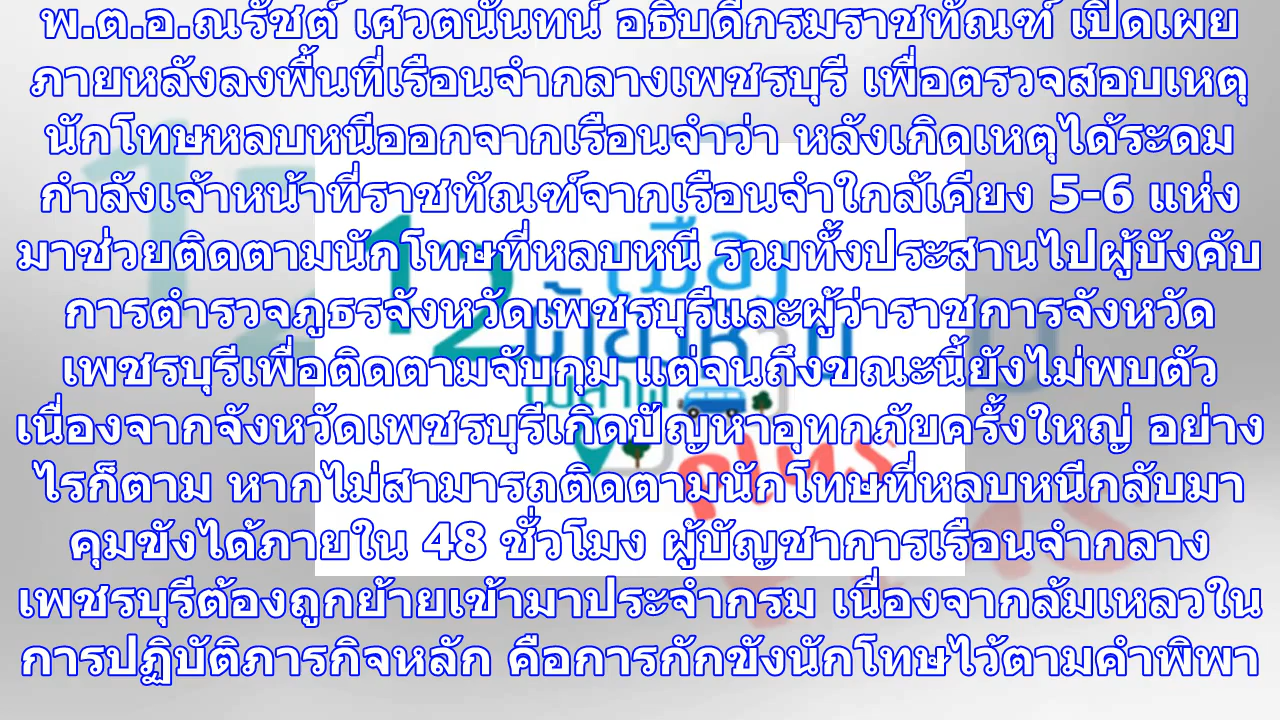 พ.ต.อ.ณรัชต์ เศวตนันทน์ อธิบดีกรมราชทัณฑ์ เปิดเผย
ภายหลังลงพื้นที่เรือนจำกลางเพชรบุรี เพื่อตรวจสอบเหตุ
นักโทษหลบหนีออกจากเรือนจำว่า หลังเกิดเหตุได้ระดม
กำลังเจ้าหน้าที่ราชทัณฑ์จากเรือนจำใกล้เคียง 5-6 แห่ง
มาช่วยติดตามนักโทษที่หลบหนี รวมทั้งประสานไปผู้บังคับ
การตำรวจภูธรจังหวัดเพชรบุรีและผู้ว่าราชการจังหวัด
เพชรบุรีเพื่อติดตามจับกุม แต่จนถึงขณะนี้ยังไม่พบตัว
เนื่องจากจังหวัดเพชรบุรีเกิดปัญหาอุทกภัยครั้งใหญ่ อย่าง
ไรก็ตาม หากไม่สามารถติดตามนักโทษที่หลบหนีกลับมา
คุมขังได้ภายใน 48 ชั่วโมง ผู้บัญชาการเรือนจำกลาง
เพชรบุรีต้องถูกย้ายเข้ามาประจำกรม เนื่องจากล้มเหลวใน
การปฏิบัติภารกิจหลัก คือการกักขังนักโทษไว้ตามคำพิพา
12
เมือง
plus